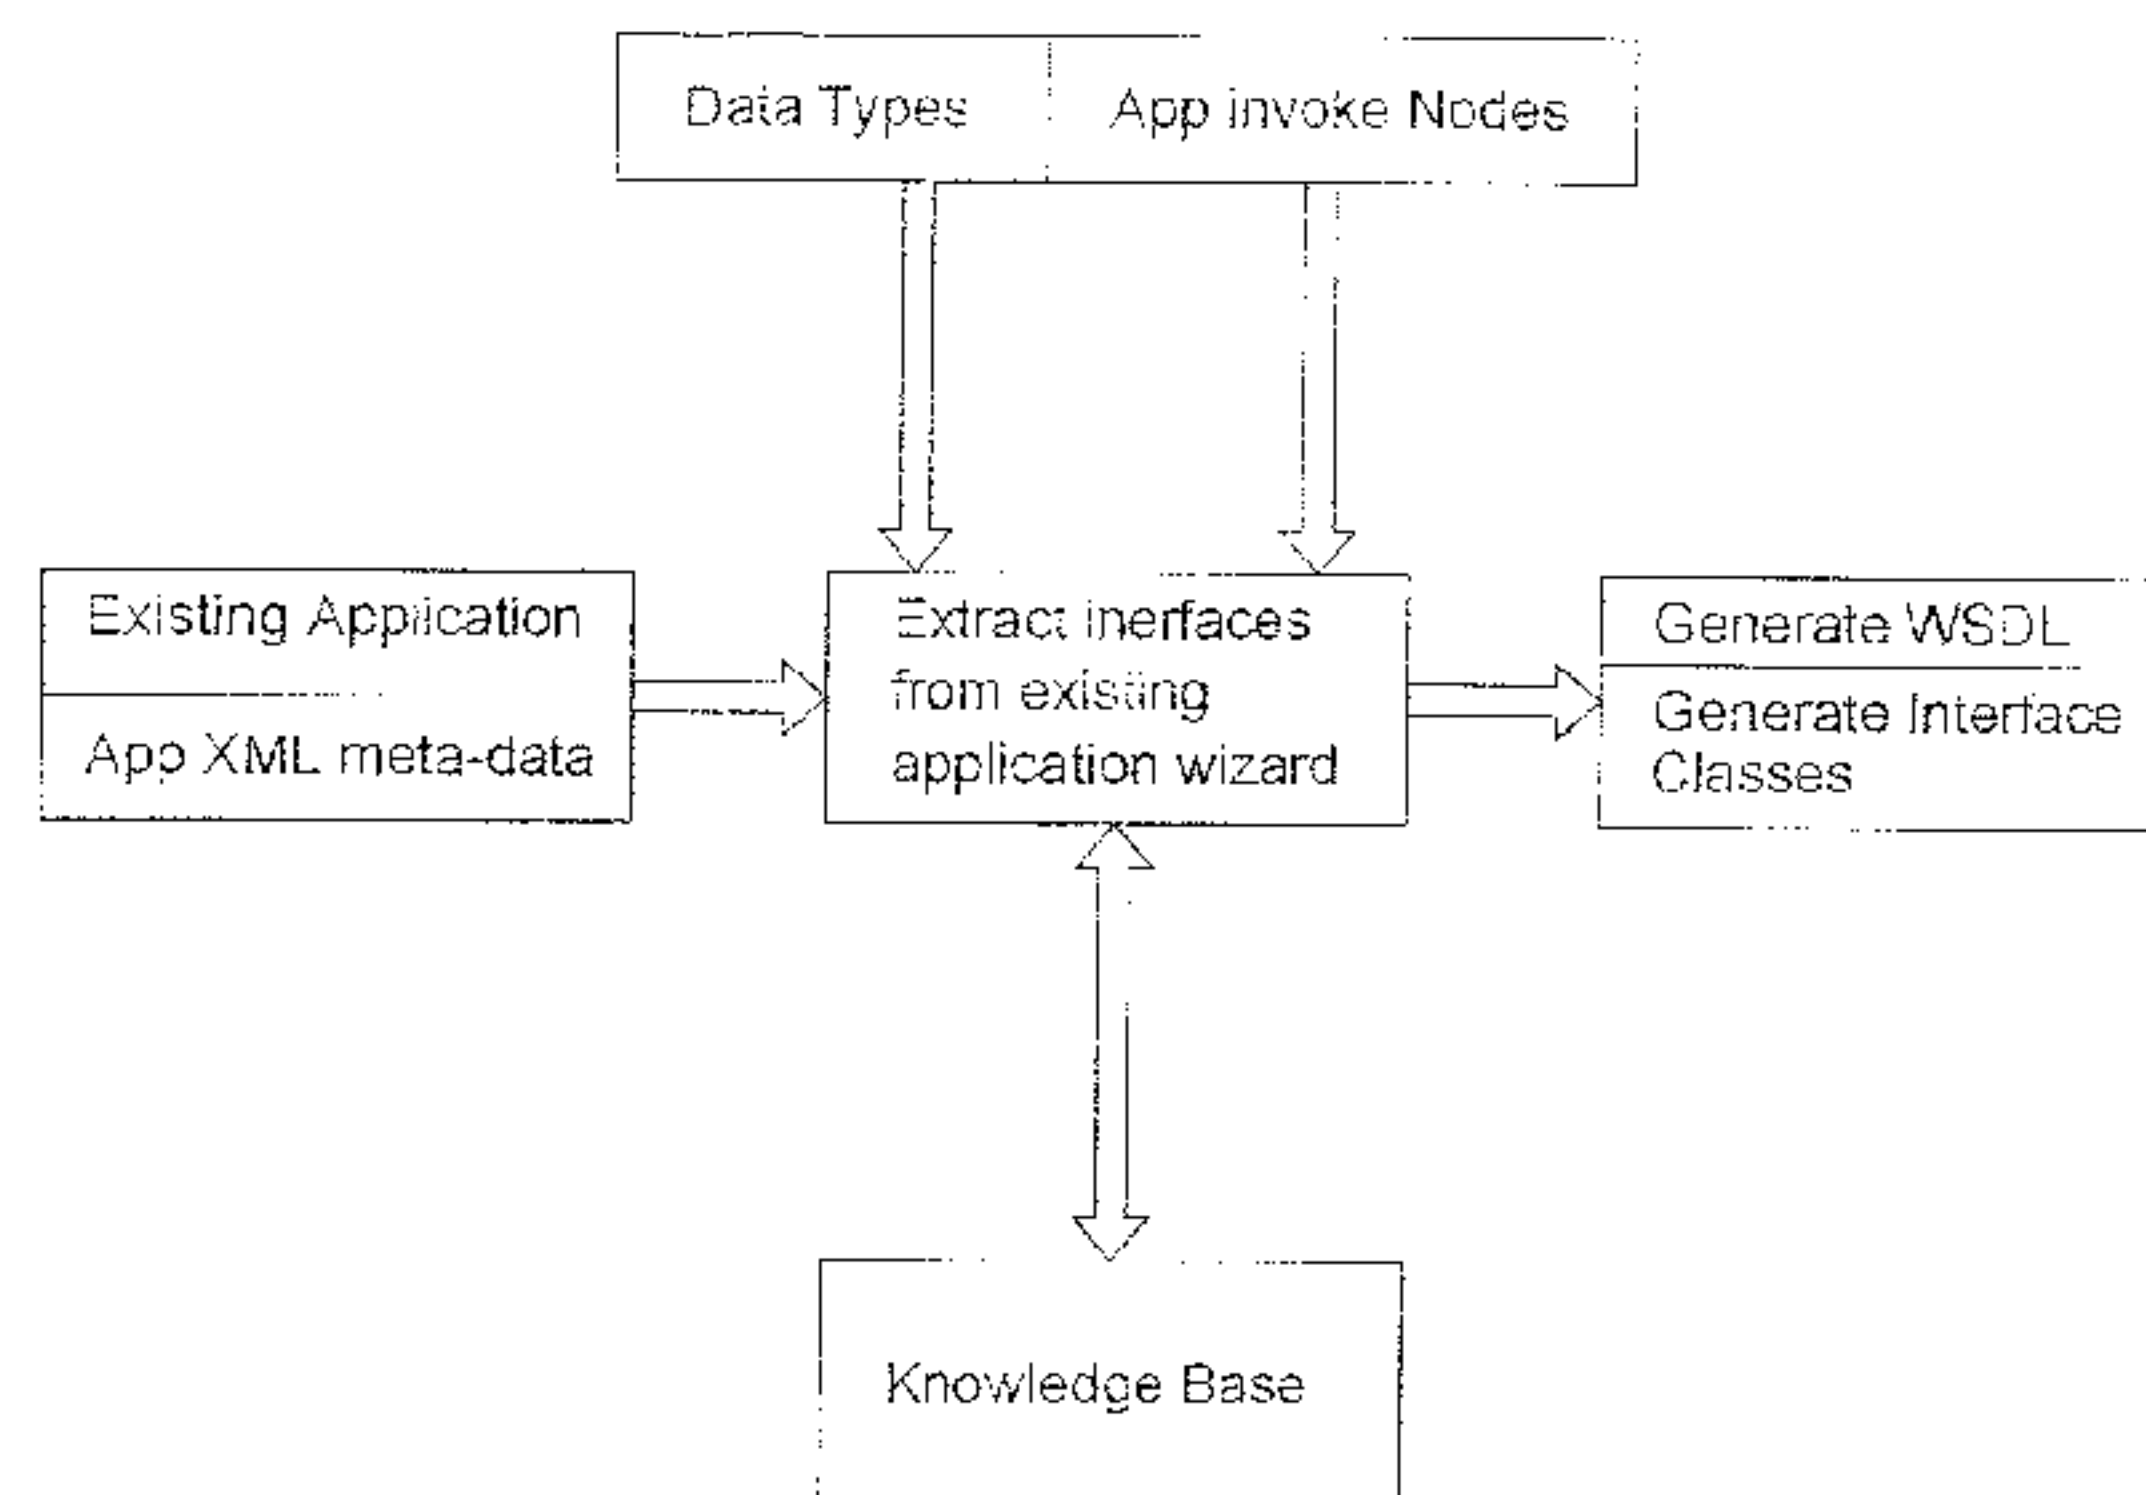 Data Types
App invoke Nodes
Existing Application
App XML meta-data
Extract inerfaces
from existing
application wizard
Generate WSDL
Generate Interface
Classes
Knowledge Base